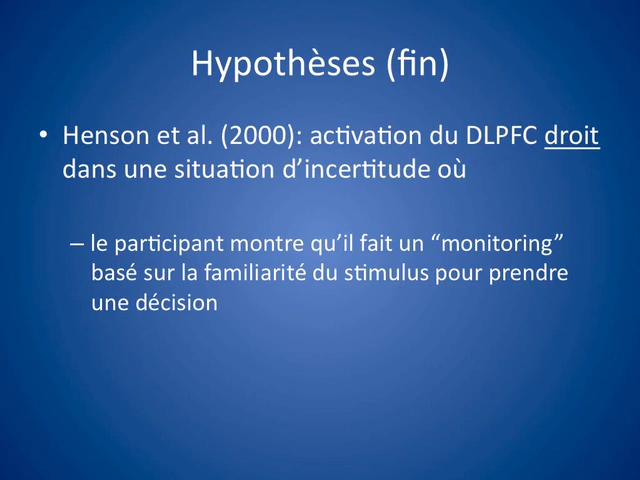 Hypothèses (fin)
• Henson et al. (2000): activation du DLPFC droit
dans une situation d’incertitude où
– le participant montre qu’il fait un “monitoring”
basé sur la familiarité du stimulus pour prendre
une décision